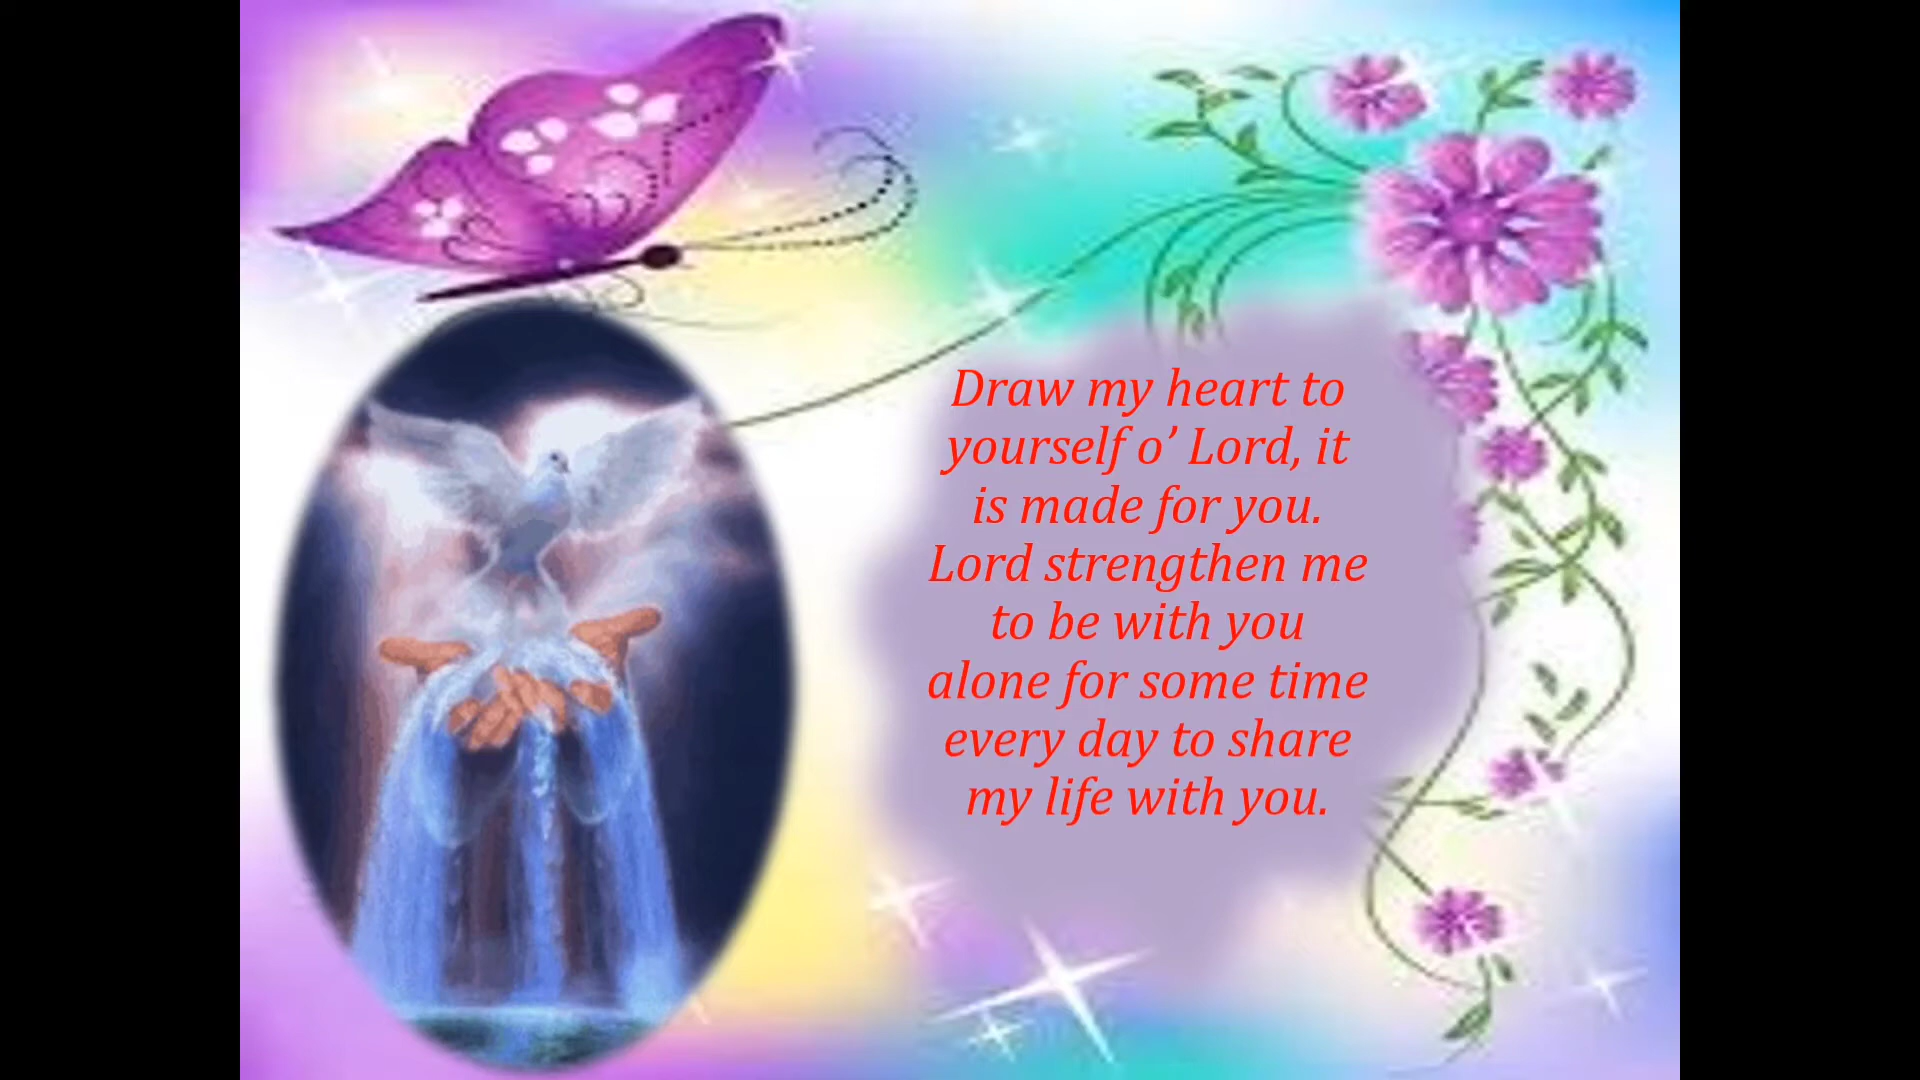 Draw my heart to
yourself o’ Lord, it
is made for you.
Lord strengthen me
to be with you
alone for some time
every day to share
my life with you.